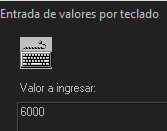 Entrada de valores por teclado
Valor a ingresar:
6000